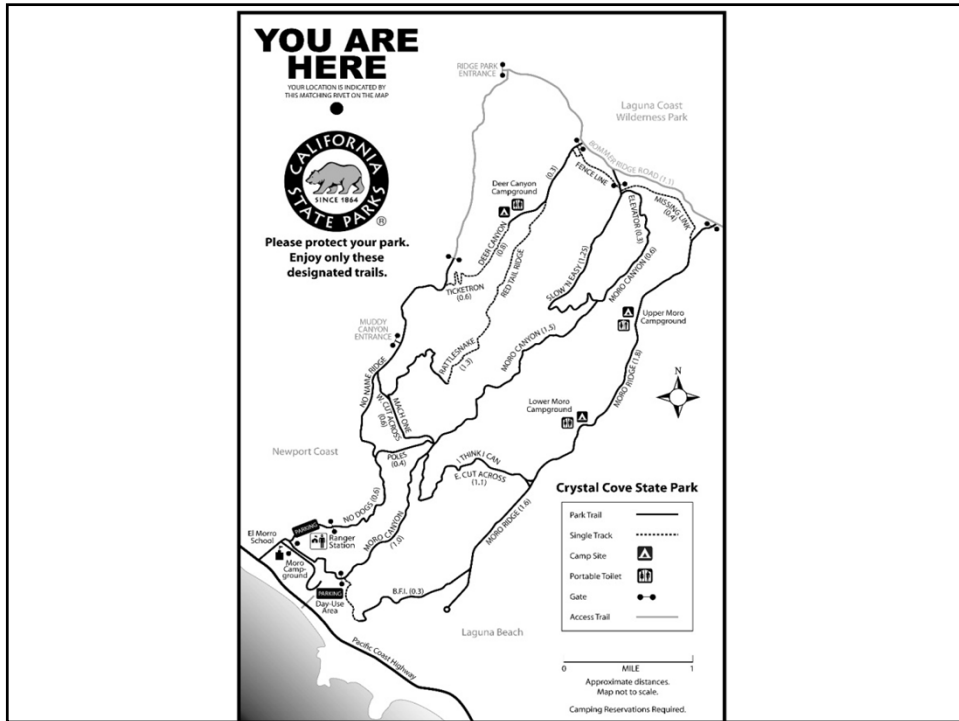 YOU ARE
HERE
YOUR LOCATION IS INDICATED BY
THIS MATCHING RIVET ON THE MAP
CALIFORNIA
STATE PARKS
SINCE 1864
®
Please protect your park.
Enjoy only these
designated trails.
RIDGE PARK
ENTRANCE
Laguna Coast
Wilderness Park
BOMMER RIDGE ROAD (1.1)
FENCE LINE
(0.3)
MISSING LINK
(0.4)
ELEVATOR (0.3)
Deer Canyon
Campground
DEER CANYON
(0.8)
RED TAIL RIDGE
SLOW 'N EASY (1.25)
MORO CANYON (0.6)
TICKETRON
(0.6)
Upper Moro
Campground
MUDDY
CANYON
ENTRANCE
RATTLESNAKE
(1.3)
MORO CANYON (1.5)
MORO RIDGE (1.8)
NO NAME RIDGE
MACH ONE
W. CUT ACROSS
(0.6)
N
Lower Moro
Campground
Newport Coast
POLES
(0.4)
I THINK I CAN
E. CUT ACROSS
(1.1)
NO DOGS (0.6)
MORO CANYON
(1.0)
MORO RIDGE (1.6)
PARKING
El Morro
School
Ranger
Station
Moro Camp-
ground
PARKING
Day-Use
Area
B.F.I. (0.3)
Laguna Beach
Pacific Coast Highway
Crystal Cove State Park
Park Trail
Single Track
Camp Site
Portable Toilet
Gate
Access Trail
0 MILE 1
Approximate distances.
Map not to scale.
Camping Reservations Required.